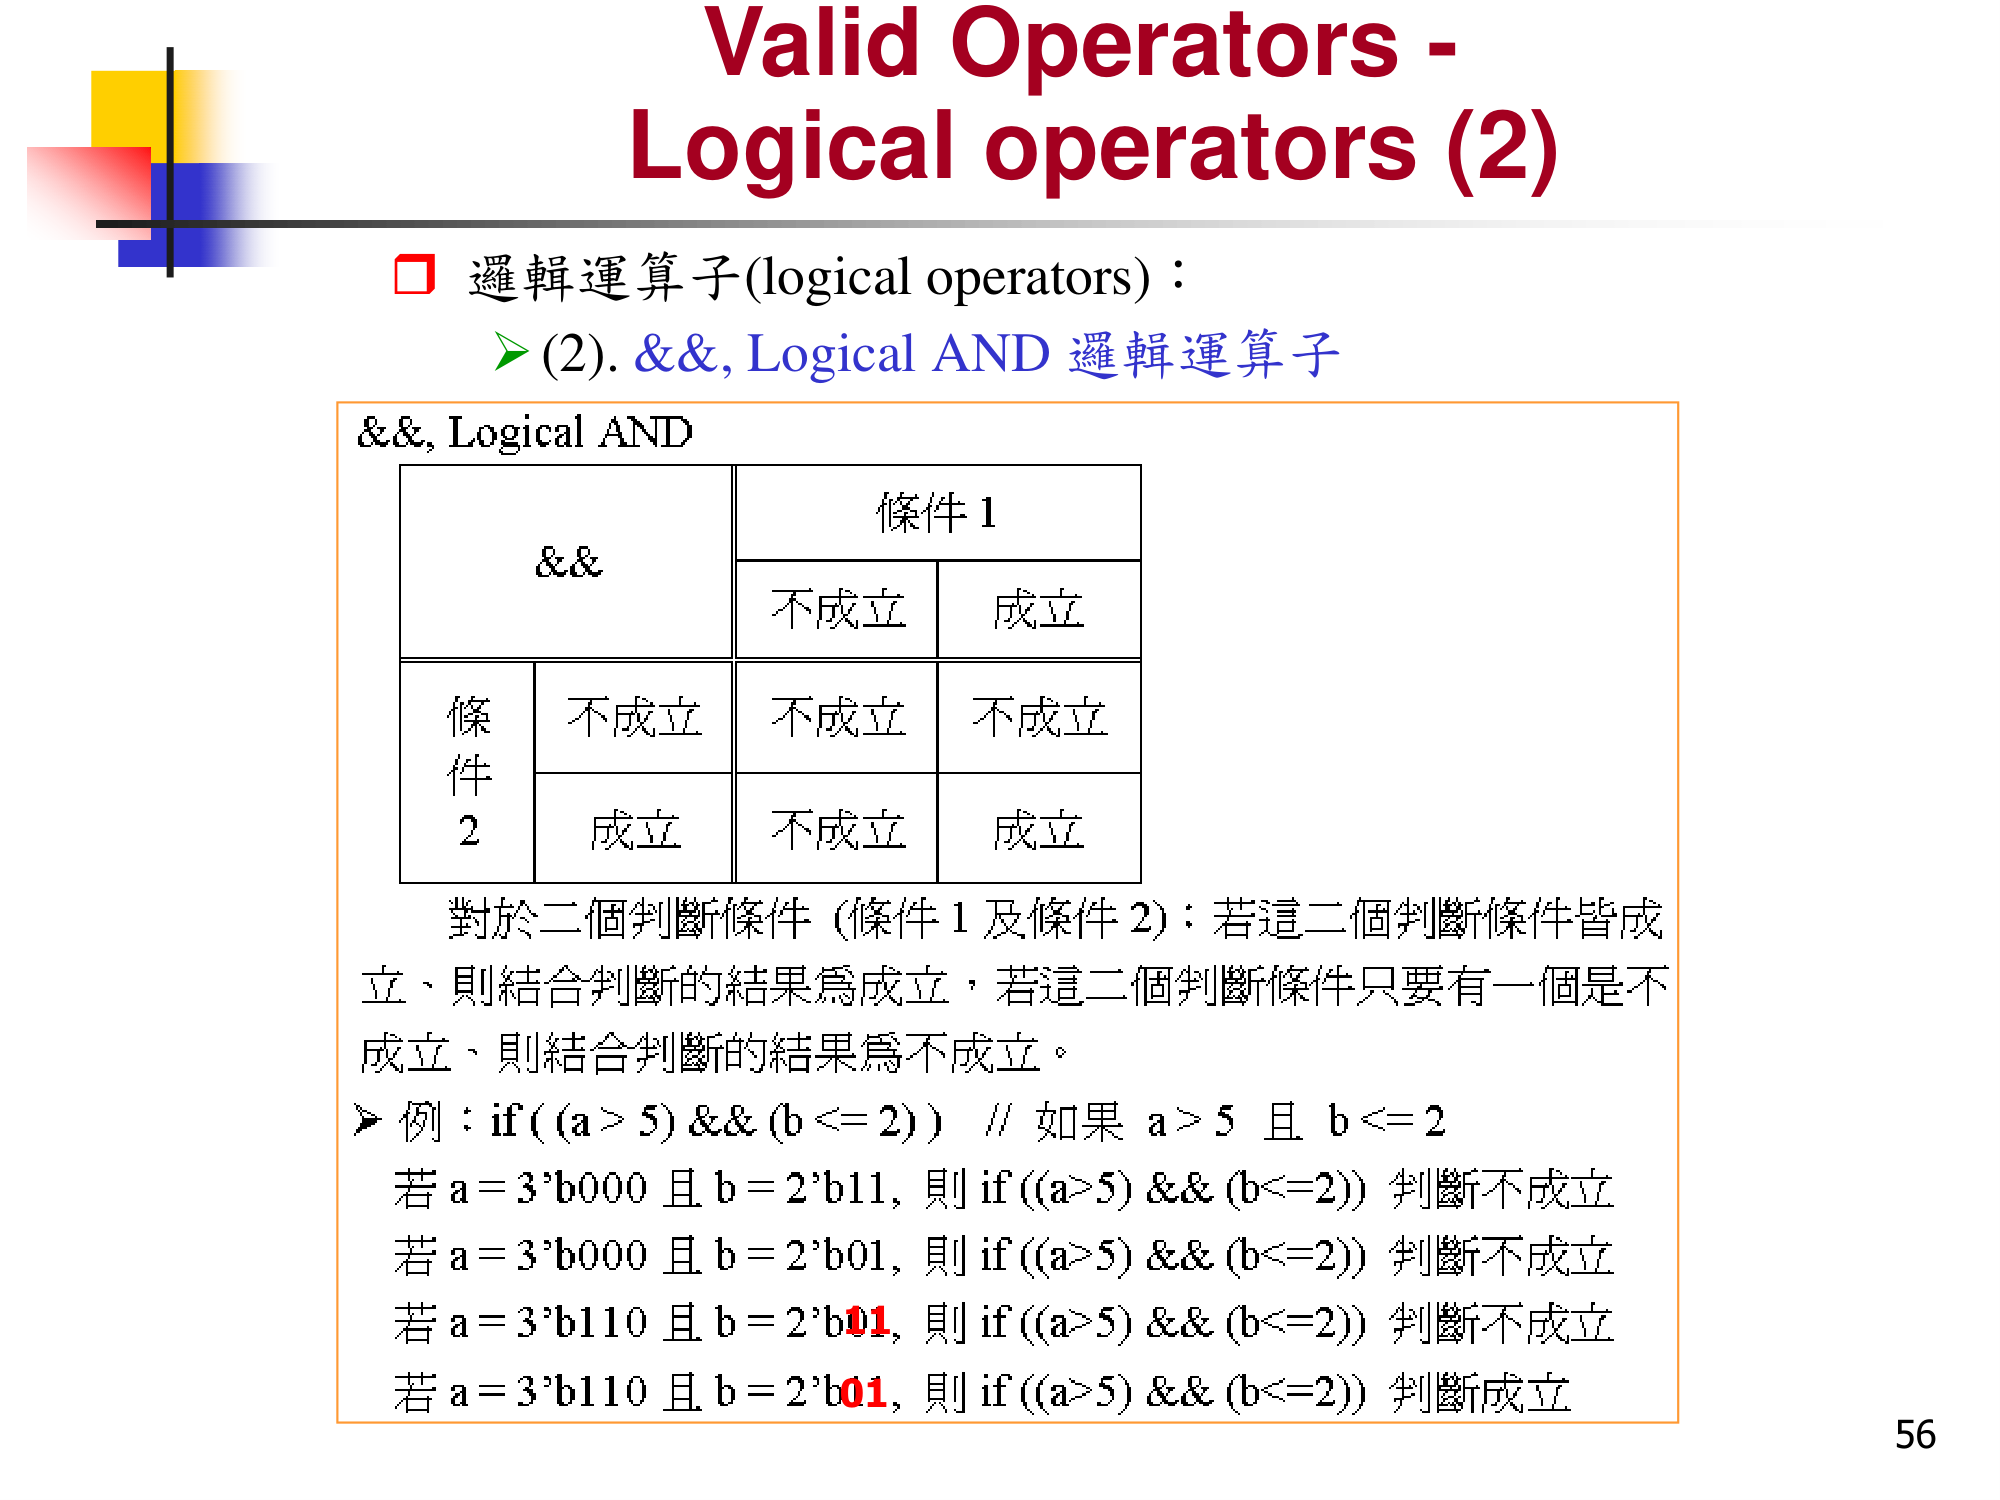 Valid Operators -
Logical operators (2)
邏輯運算子(logical operators)：
(2). &&, Logical AND 邏輯運算子
&&, Logical AND
&&
條件 1
不成立 成立
條
件
2
不成立 不成立 不成立
成立 不成立 成立
對於二個判斷條件 (條件 1 及條件 2)：若這二個判斷條件皆成
立、則結合判斷的結果為成立，若這二個判斷條件只要有一個是不
成立、則結合判斷的結果為不成立。
例：if ( (a > 5) && (b <= 2) ) // 如果 a > 5 且 b <= 2
若 a = 3’b000 且 b = 2’b11, 則 if ((a>5) && (b<=2)) 判斷不成立
若 a = 3’b000 且 b = 2’b01, 則 if ((a>5) && (b<=2)) 判斷不成立
若 a = 3’b110 且 b = 2’b11, 則 if ((a>5) && (b<=2)) 判斷不成立
若 a = 3’b110 且 b = 2’b01, 則 if ((a>5) && (b<=2)) 判斷成立
56